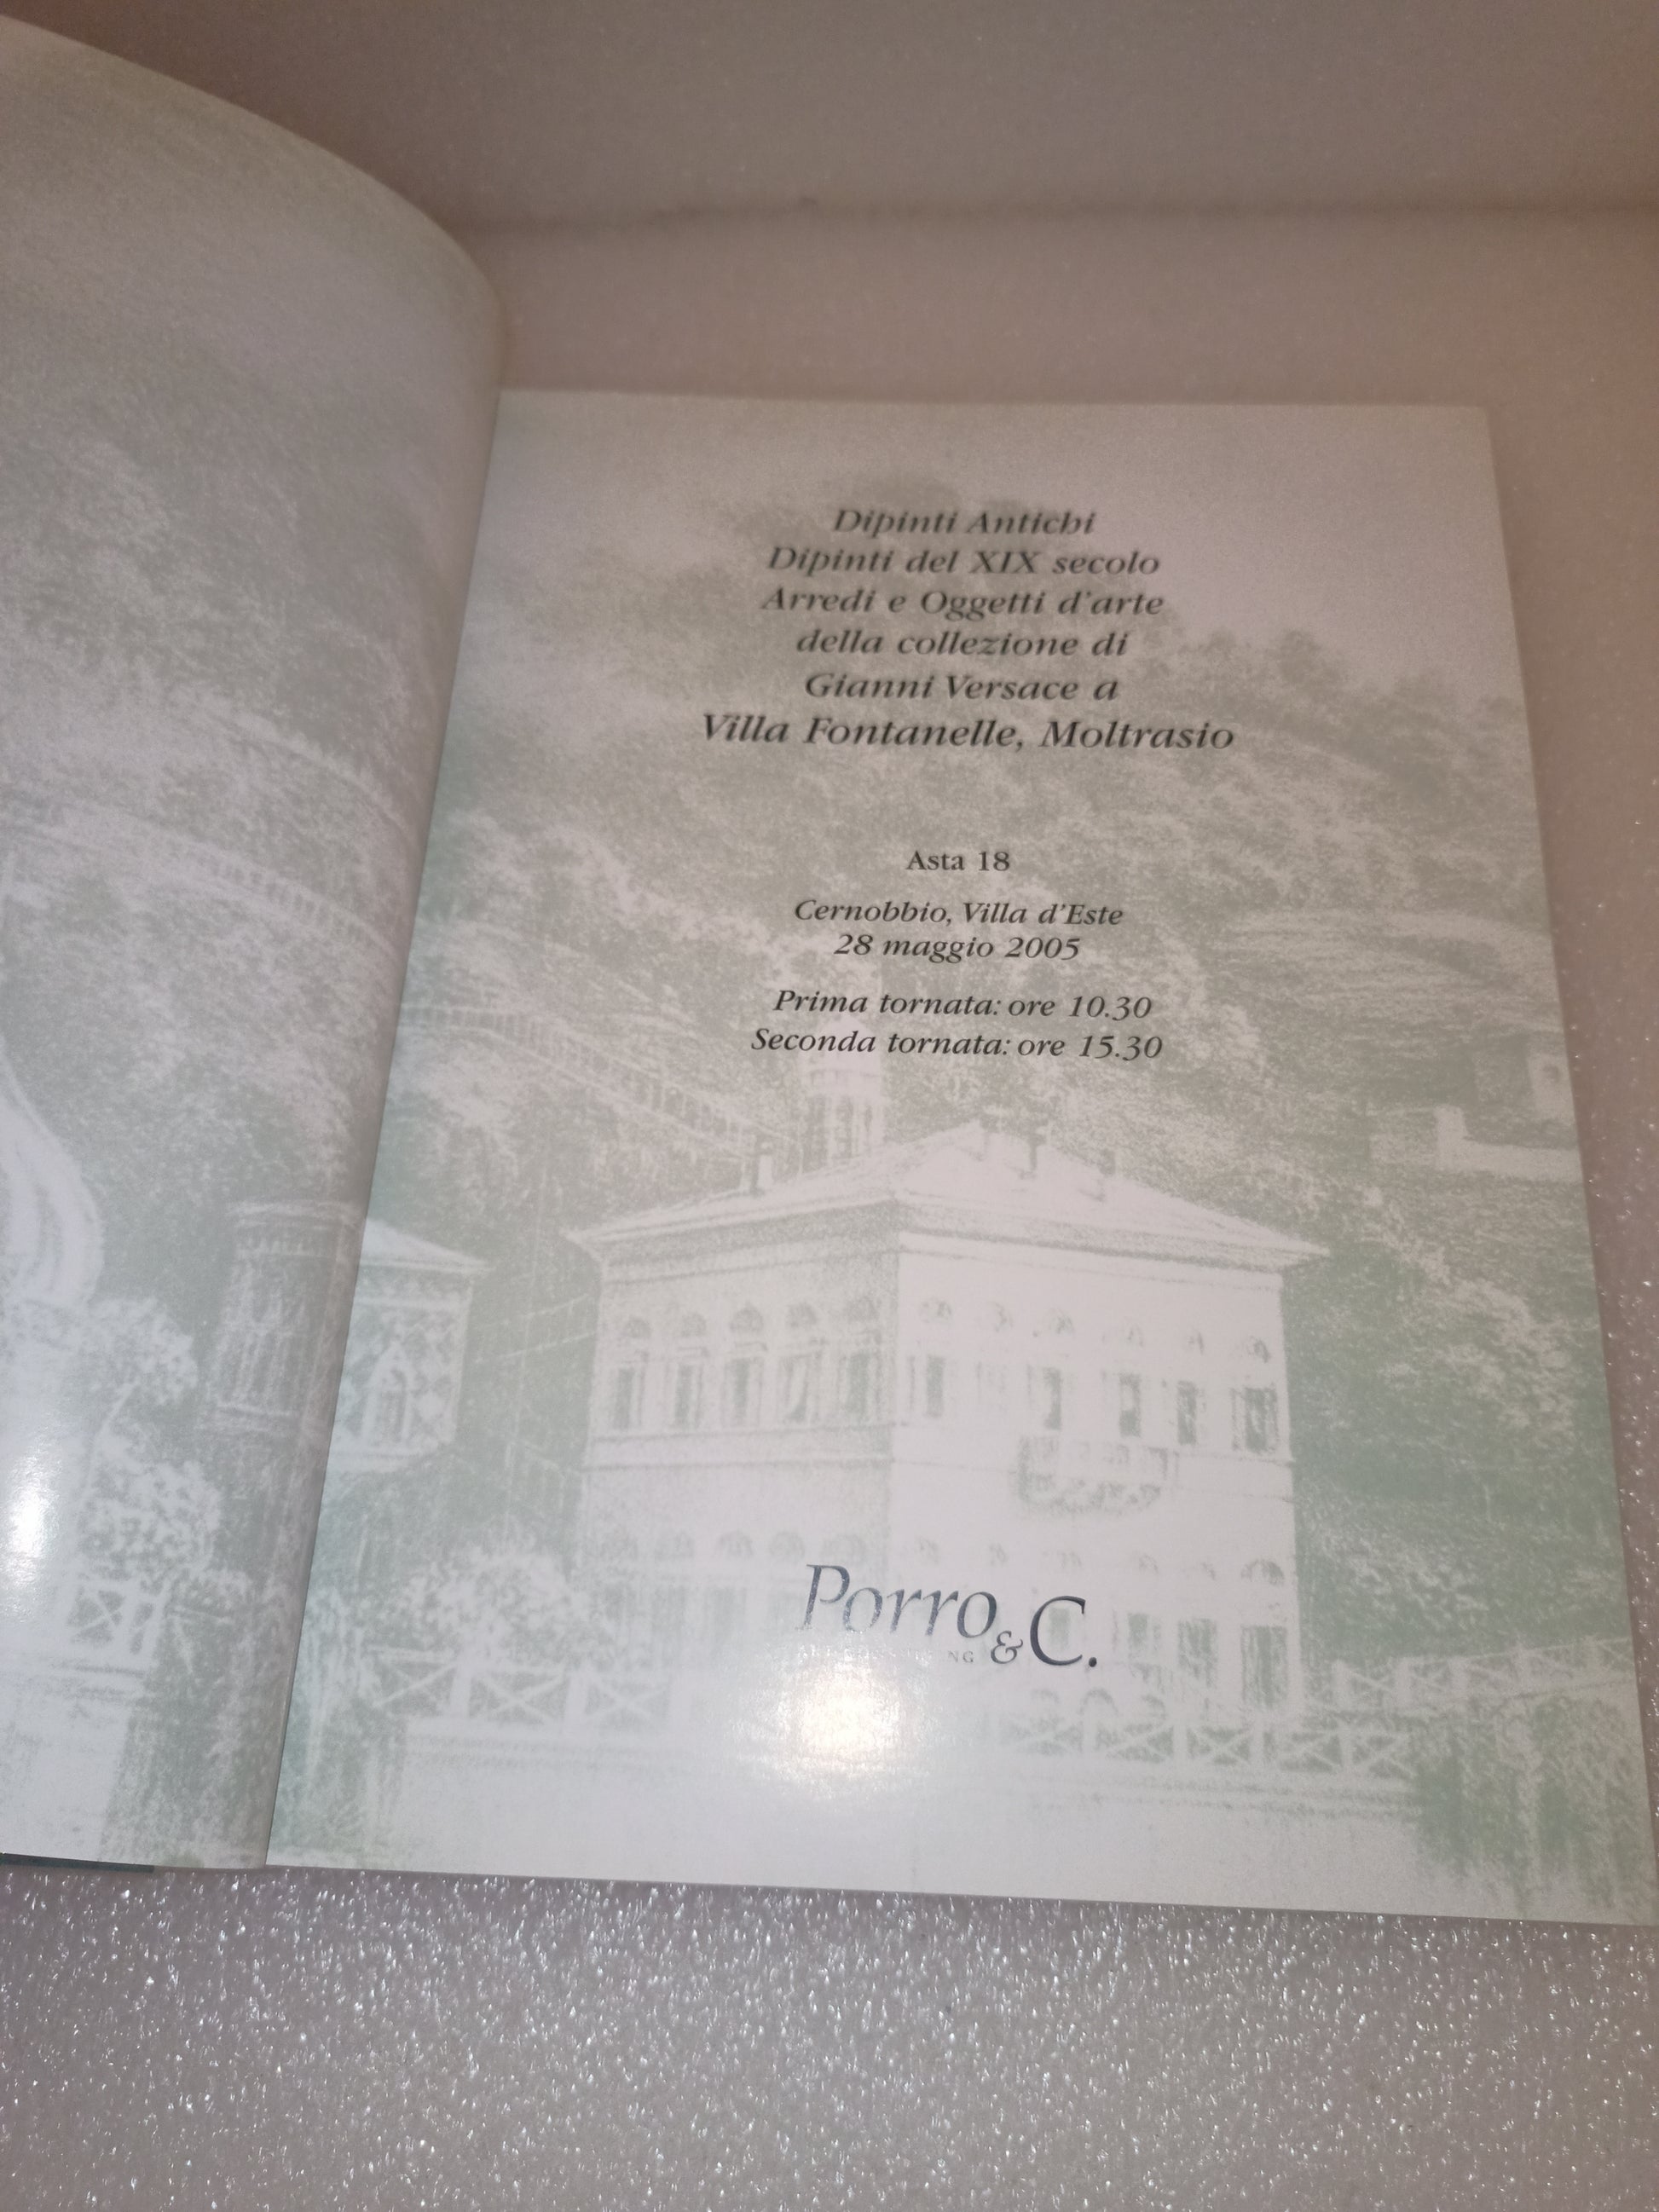 Dipinti Antichi
Dipinti del XIX secolo
Arredi e Oggetti d'arte
della collezione di
Gianni Versace a
Villa Fontanelle, Moltrasio
Asta 18
Cernobbio, Villa d'Este
28 maggio 2005
Prima tornata: ore 10.30
Seconda tornata: ore 15.30
Porro & C.